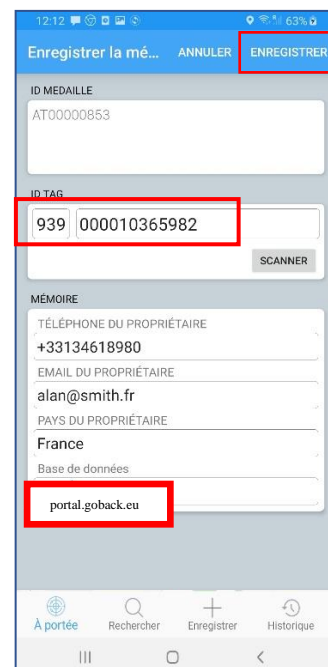 12:12 63%
Enregistrer la mé... ANNULER ENREGISTRER
ID MEDAILLE
AT00000853
ID TAG
939 000010365982
SCANNER
MÉMOIRE
TÉLÉPHONE DU PROPRIÉTAIRE
+33134618980
EMAIL DU PROPRIÉTAIRE
alan@smith.fr
PAYS DU PROPRIÉTAIRE
France
Base de données
portal.goback.eu
À portée Rechercher Enregistrer Historique